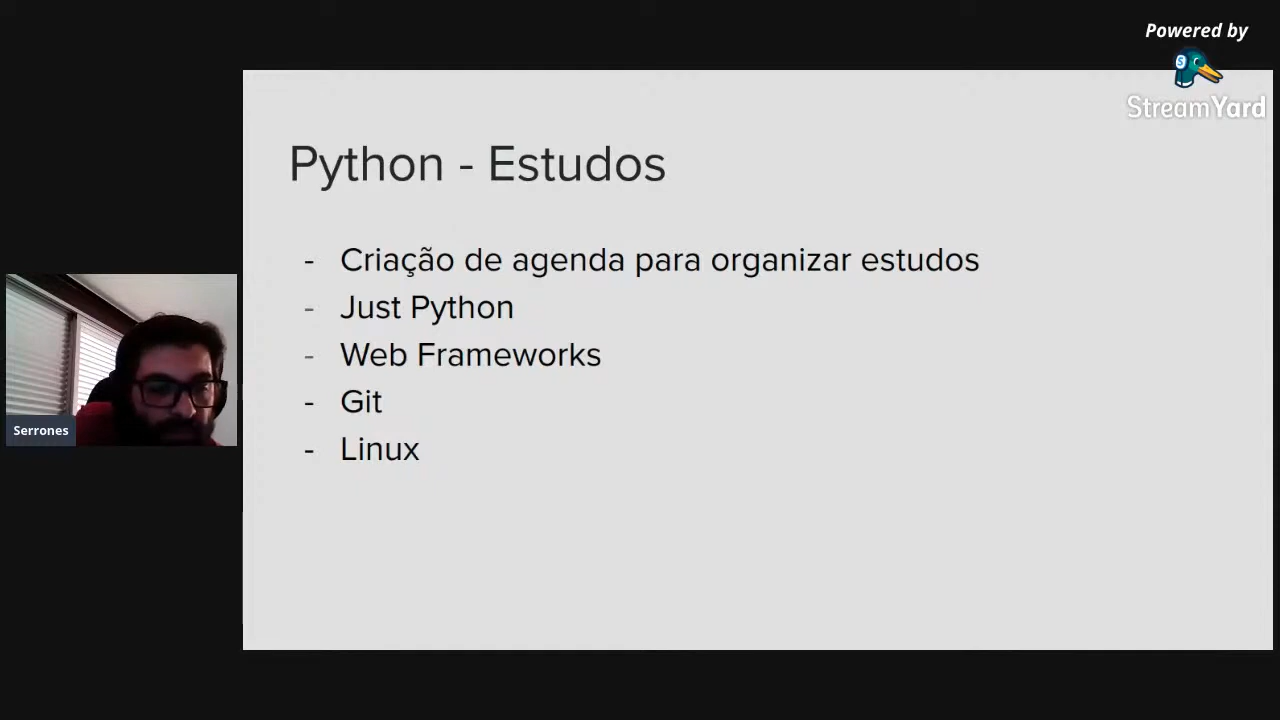 Powered by
StreamYard
Python - Estudos
- Criação de agenda para organizar estudos
- Just Python
- Web Frameworks
- Git
- Linux
Serrones